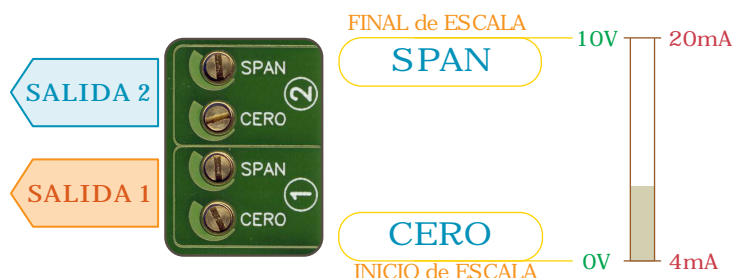 SALIDA 2
SALIDA 1
SPAN
CERO
2
SPAN
CERO
1
FINAL de ESCALA
SPAN
CERO
INICIO de ESCALA
10V
20mA
0V
4mA